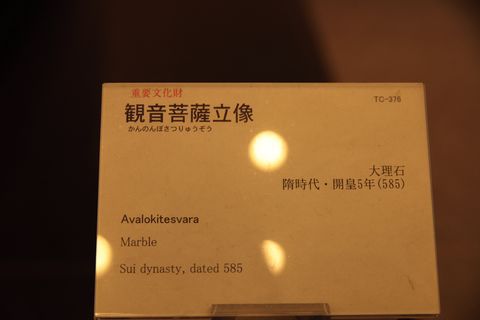 重要文化財
TC-376
観音菩薩立像
かんのんぼさつりゅうぞう
大理石
隋時代・開皇5年(585)
Avalokitesvara
Marble
Sui dynasty, dated 585